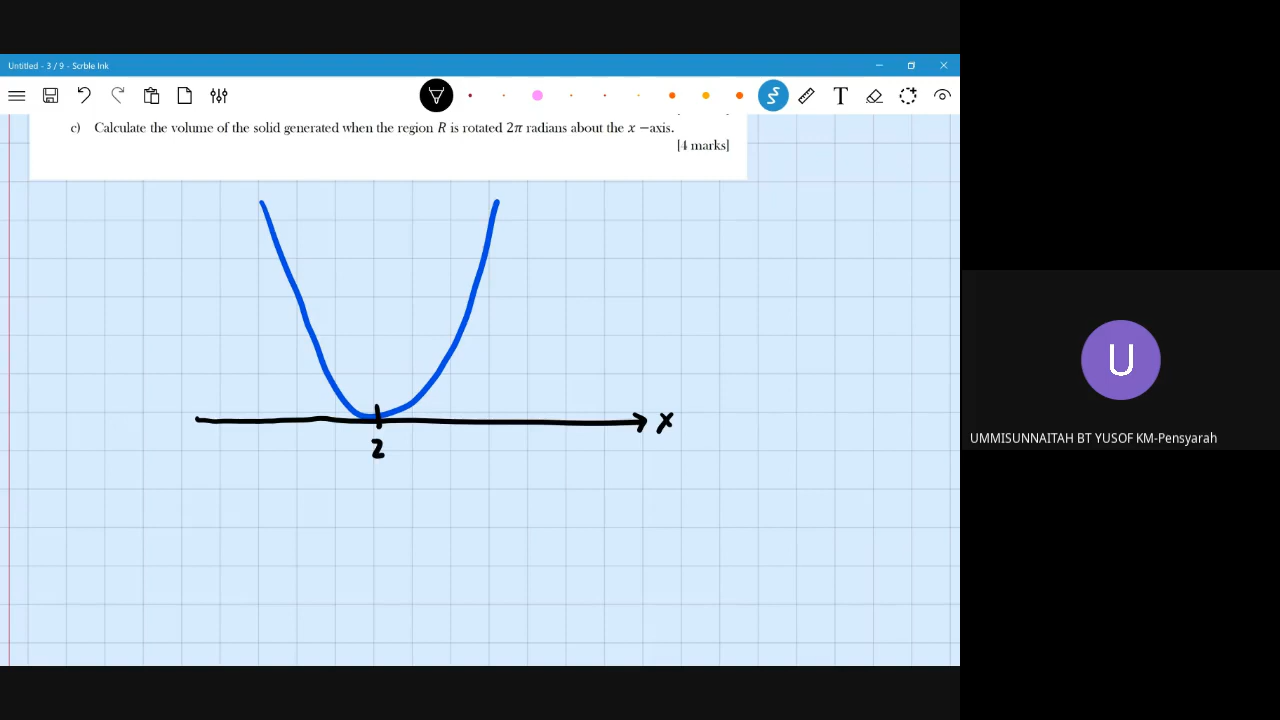 Untitled - 3 / 9 - Scrble Ink
T
c) Calculate the volume of the solid generated when the region R is rotated 2π radians about the x –axis.
[4 marks]
x
2
U
UMMISUNNAITAH BT YUSOF KM-Pensyarah